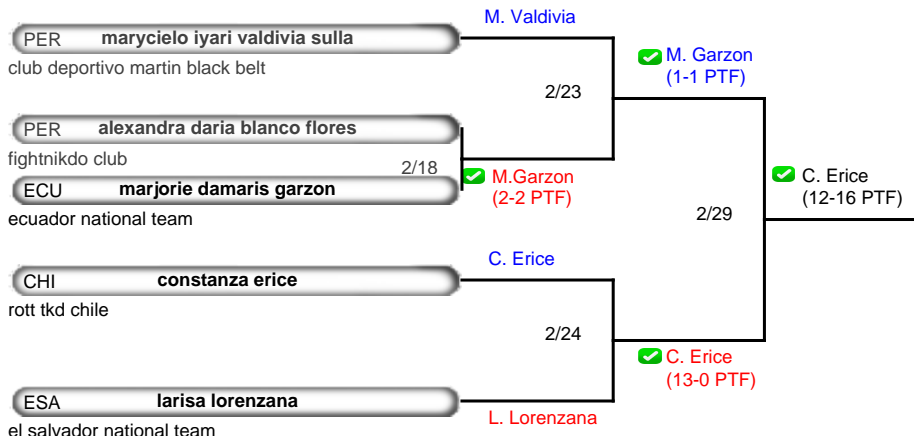 M. Valdivia
PER marycielo iyari valdivia sulla
club deportivo martin black belt
M. Garzon
(1-1 PTF)
2/23
PER alexandra daria blanco flores
fightnikdo club
2/18
ECU marjorie damaris garzon
M.Garzon
(2-2 PTF)
C. Erice
(12-16 PTF)
ecuador national team
2/29
C. Erice
CHI constanza erice
rott tkd chile
2/24
C. Erice
(13-0 PTF)
ESA larisa lorenzana
L. Lorenzana
el salvador national team